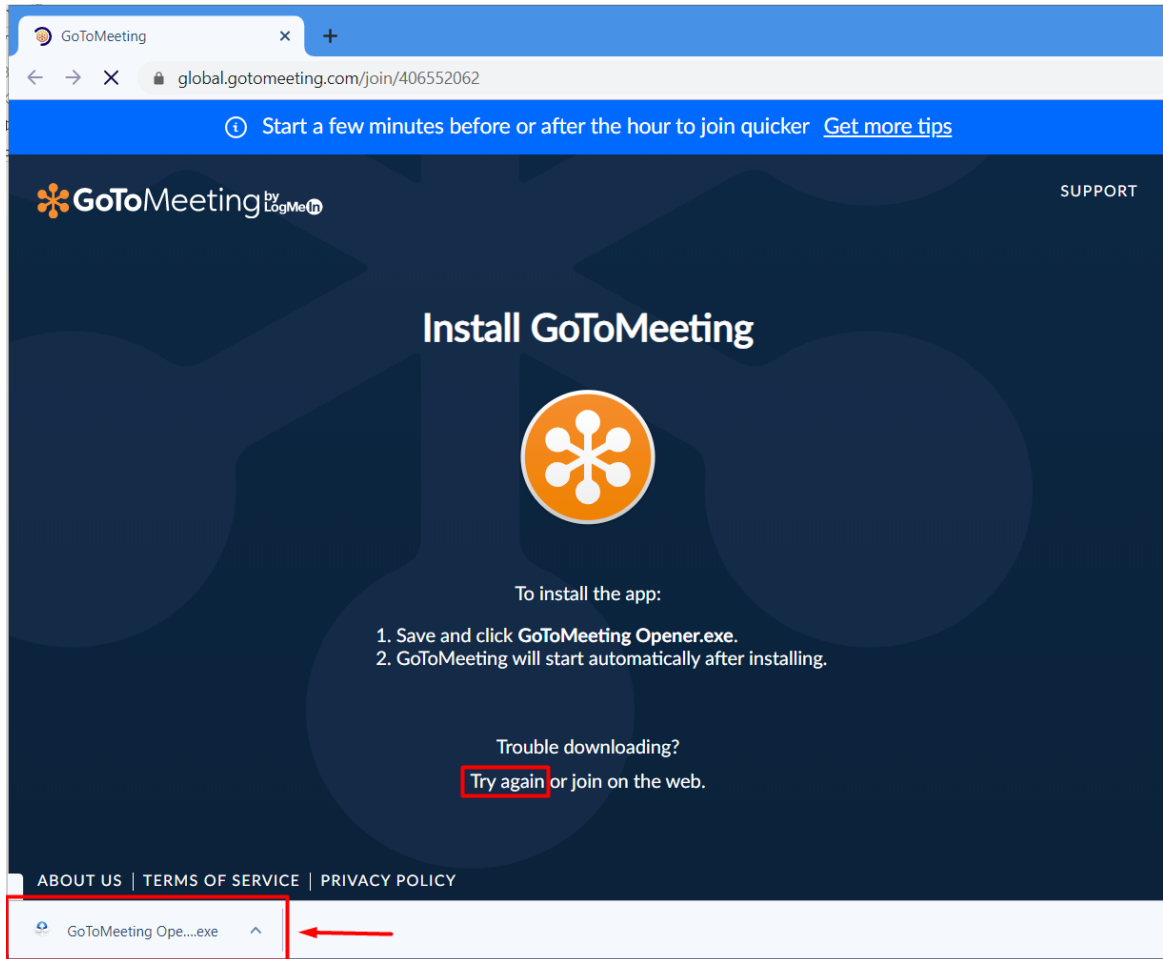 GoToMeeting
global.gotomeeting.com/join/406552062
Start a few minutes before or after the hour to join quicker Get more tips
GoToMeeting by LogMeIn
SUPPORT
Install GoToMeeting
To install the app:
1. Save and click GoToMeeting Opener.exe.
2. GoToMeeting will start automatically after installing.
Trouble downloading?
Try again or join on the web.
ABOUT US | TERMS OF SERVICE | PRIVACY POLICY
GoToMeeting Ope....exe